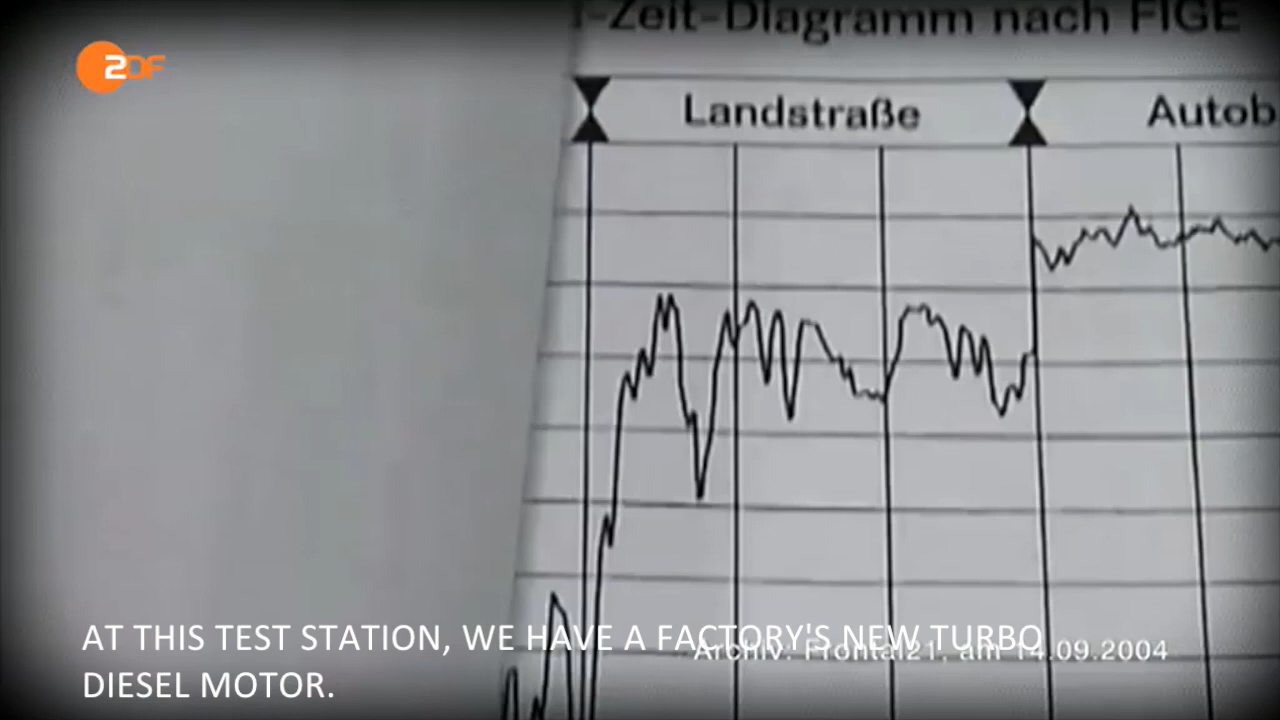 -Zeit-Diagramm nach FIGE
ZDF
Landstraße
Autob
AT THIS TEST STATION, WE HAVE A FACTORY'S NEW TURBO
Archiv: Frontal21, am 14.09.2004
DIESEL MOTOR.